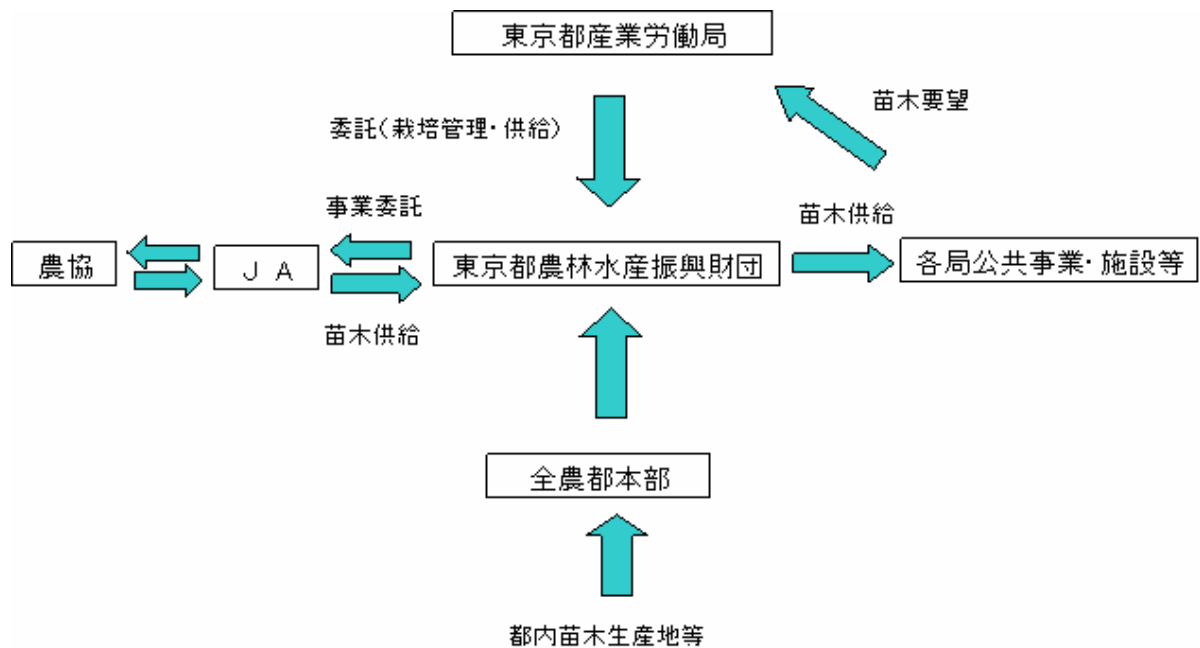 東京都産業労働局
苗木要望
委託(栽培管理・供給)
事業委託
苗木供給
農協
JA
東京都農林水産振興財団
各局公共事業・施設等
苗木供給
全農都本部
都内苗木生産地等